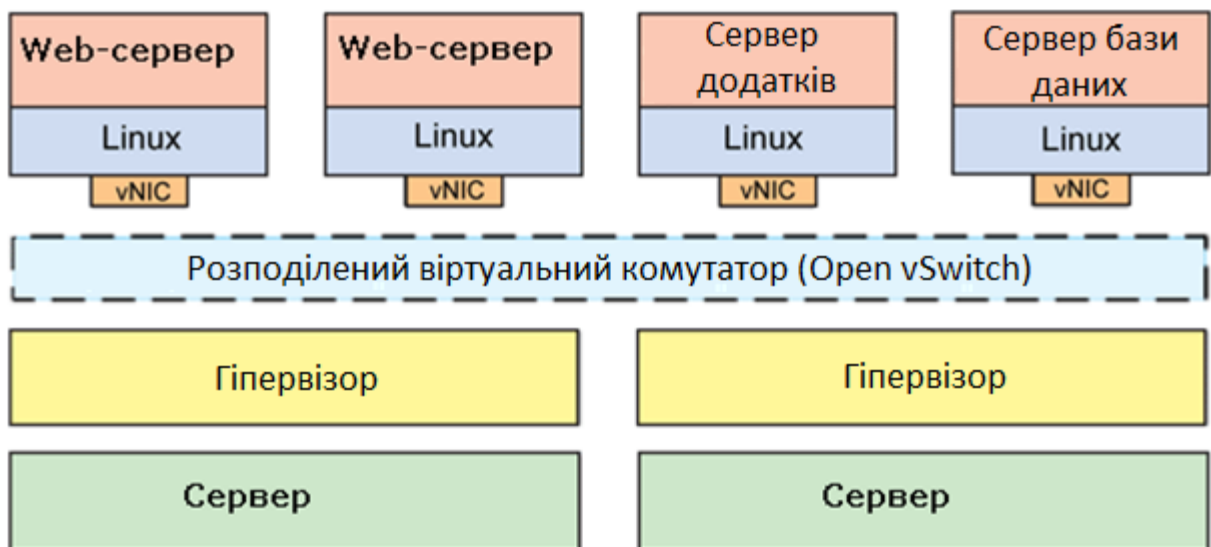 Web-сервер
Web-сервер
Сервер
додатків
Сервер бази
даних
Linux
Linux
Linux
Linux
vNIC
vNIC
vNIC
vNIC
Розподілений віртуальний комутатор (Open vSwitch)
Гіпервізор
Гіпервізор
Сервер
Сервер